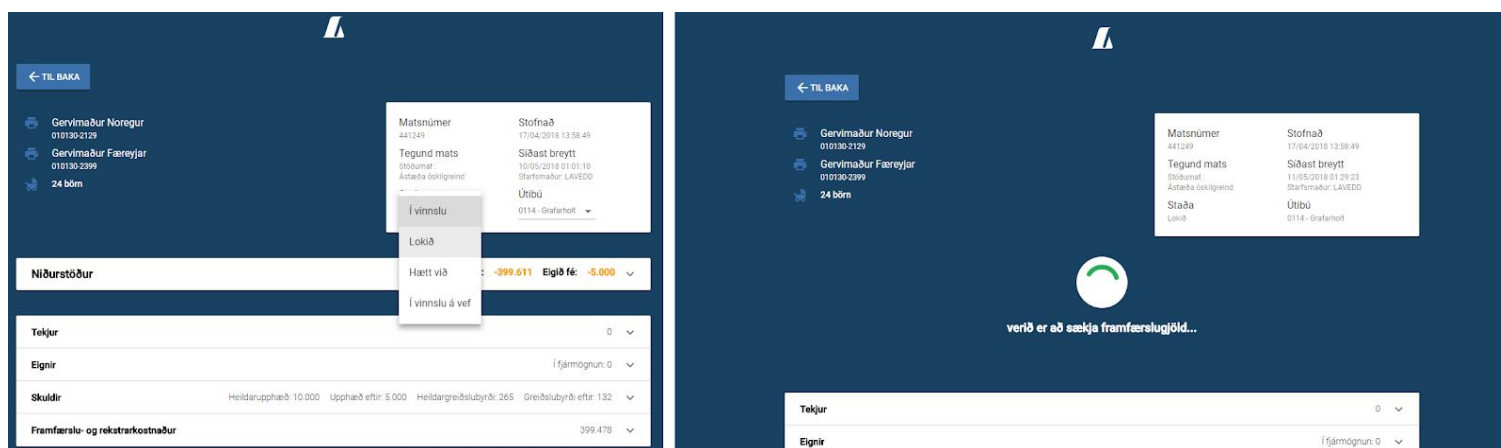 ← TIL BAKA
Gervimaður Noregur
010130-2129
Gervimaður Færeyjar
010130-2399
24 börn
Matsnúmer
441249
Stofnað
17/04/2018 13:58:49
Tegund mats
Stöðumat :
Ástæða óskilgreind
Síðast breytt
10/05/2018 01:01:10
Starfsmaður: LAVEDD
Útibú
0114 - Grafarholt
Í vinnslu
Lokið
Hætt við
Í vinnslu á vef
Niðurstöður
: -399.611 Eigið fé: -5.000
Tekjur 0
Eignir Í fjármögnun: 0
Skuldir Heildarupphæð: 10.000 Upphæð eftir: 5.000 Heildargreiðslubyrði: 265 Greiðslubyrði eftir: 132
Framfærslu- og rekstrarkostnaður 399.478
← TIL BAKA
Gervimaður Noregur
010130-2129
Gervimaður Færeyjar
010130-2399
24 börn
Matsnúmer
441249
Stofnað
17/04/2018 13:58:49
Tegund mats
Stöðumat :
Ástæða óskilgreind
Síðast breytt
11/05/2018 01:29:23
Starfsmaður: LAVEDD
Staða
Lokið
Útibú
0114 - Grafarholt
verið er að sækja framfærslugjöld...
Tekjur 0
Eignir Í fjármögnun: 0